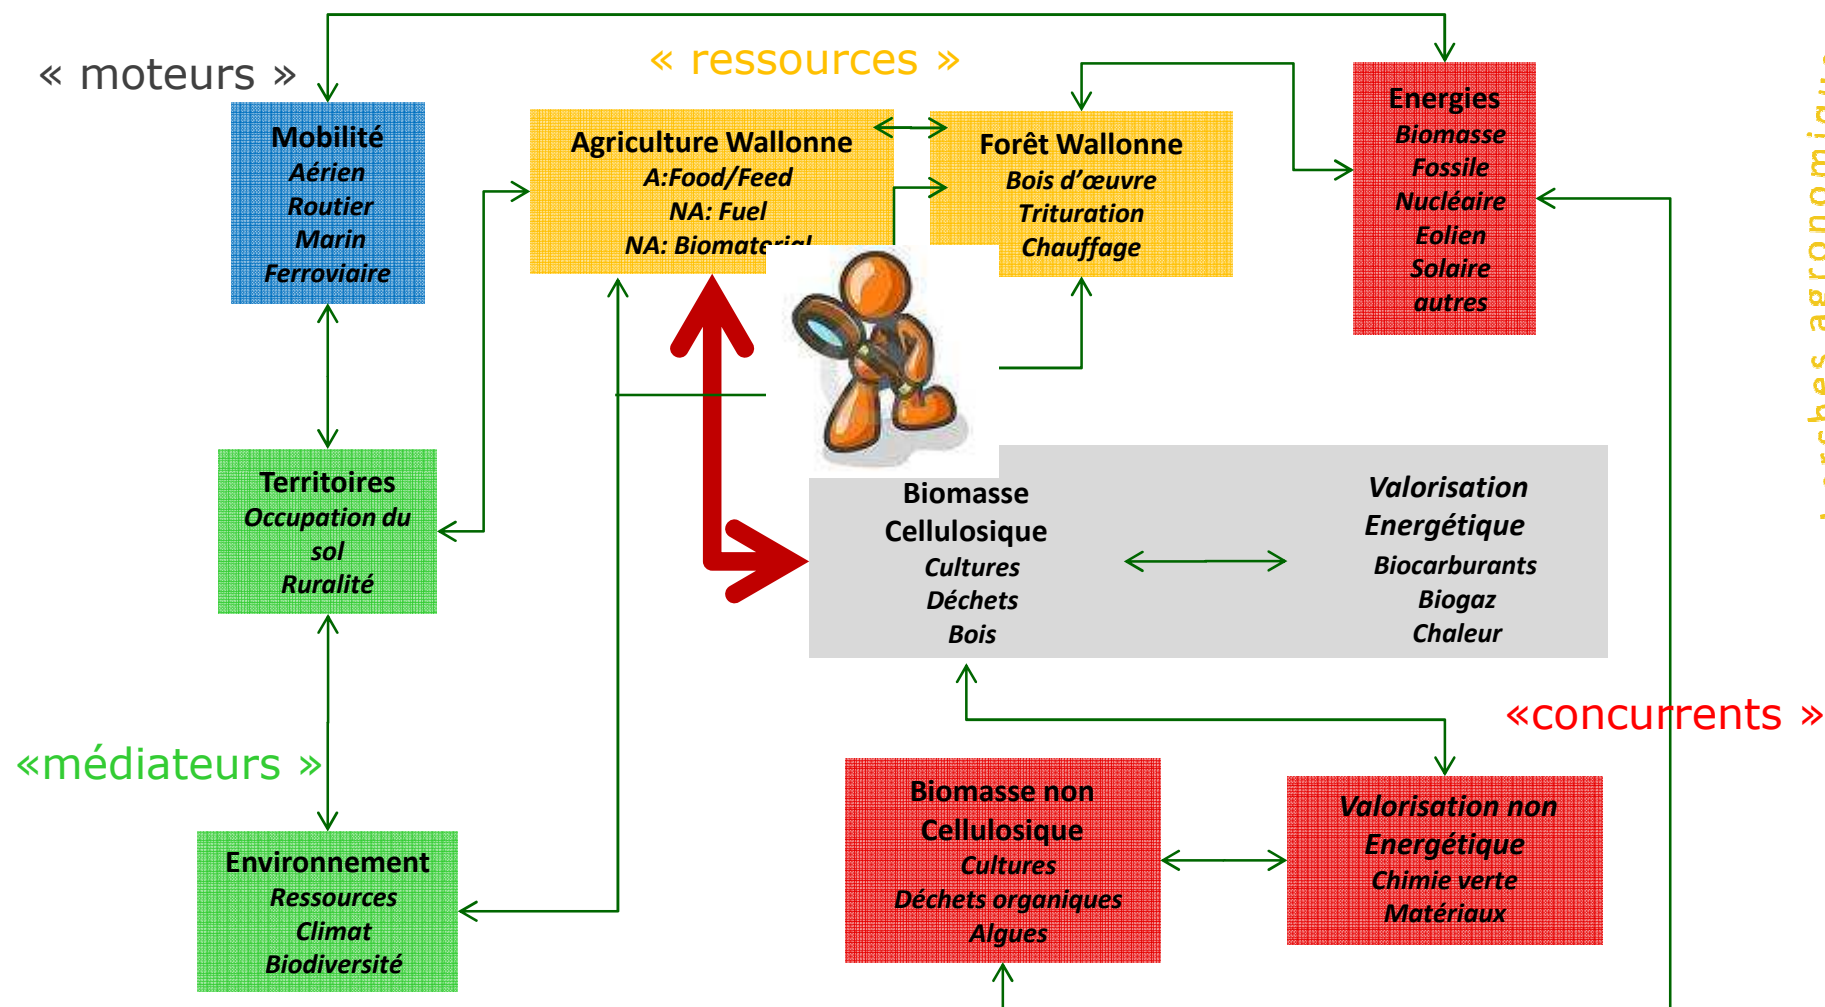 « moteurs »
« ressources »
Mobilité
Aérien
Routier
Marin
Ferroviaire
Agriculture Wallonne
A:Food/Feed
NA: Fuel
NA: Biomaterial
Forêt Wallonne
Bois d’œuvre
Trituration
Chauffage
Energies
Biomasse
Fossile
Nucléaire
Eolien
Solaire
autres
Territoires
Occupation du
sol
Ruralité
Biomasse
Cellulosique
Cultures
Déchets
Bois
Valorisation
Energétique
Biocarburants
Biogaz
Chaleur
«concurrents »
«médiateurs »
Environnement
Ressources
Climat
Biodiversité
Biomasse non
Cellulosique
Cultures
Déchets organiques
Algues
Valorisation non
Energétique
Chimie verte
Matériaux